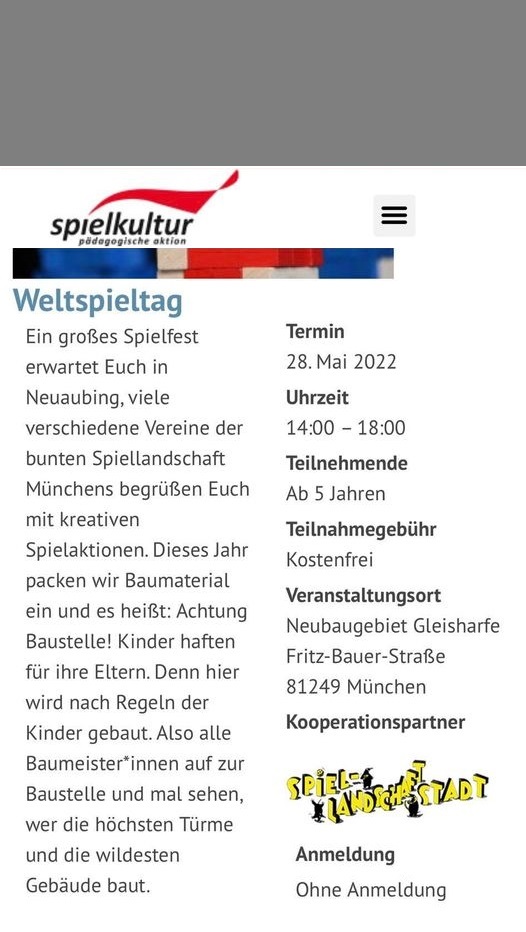 spielkultur
pädagogische aktion
Weltspieltag
Ein großes Spielfest
erwartet Euch in
Neuaubing, viele
verschiedene Vereine der
bunten Spiellandschaft
Münchens begrüßen Euch
mit kreativen
Spielaktionen. Dieses Jahr
packen wir Baumaterial
ein und es heißt: Achtung
Baustelle! Kinder haften
für ihre Eltern. Denn hier
wird nach Regeln der
Kinder gebaut. Also alle
Baumeister*innen auf zur
Baustelle und mal sehen,
wer die höchsten Türme
und die wildesten
Gebäude baut.
Termin
28. Mai 2022
Uhrzeit
14:00 – 18:00
Teilnehmende
Ab 5 Jahren
Teilnahmegebühr
Kostenfrei
Veranstaltungsort
Neubaugebiet Gleisharfe
Fritz-Bauer-Straße
81249 München
Kooperationspartner
SPIEL-
LANDSCHAFT STADT
Anmeldung
Ohne Anmeldung